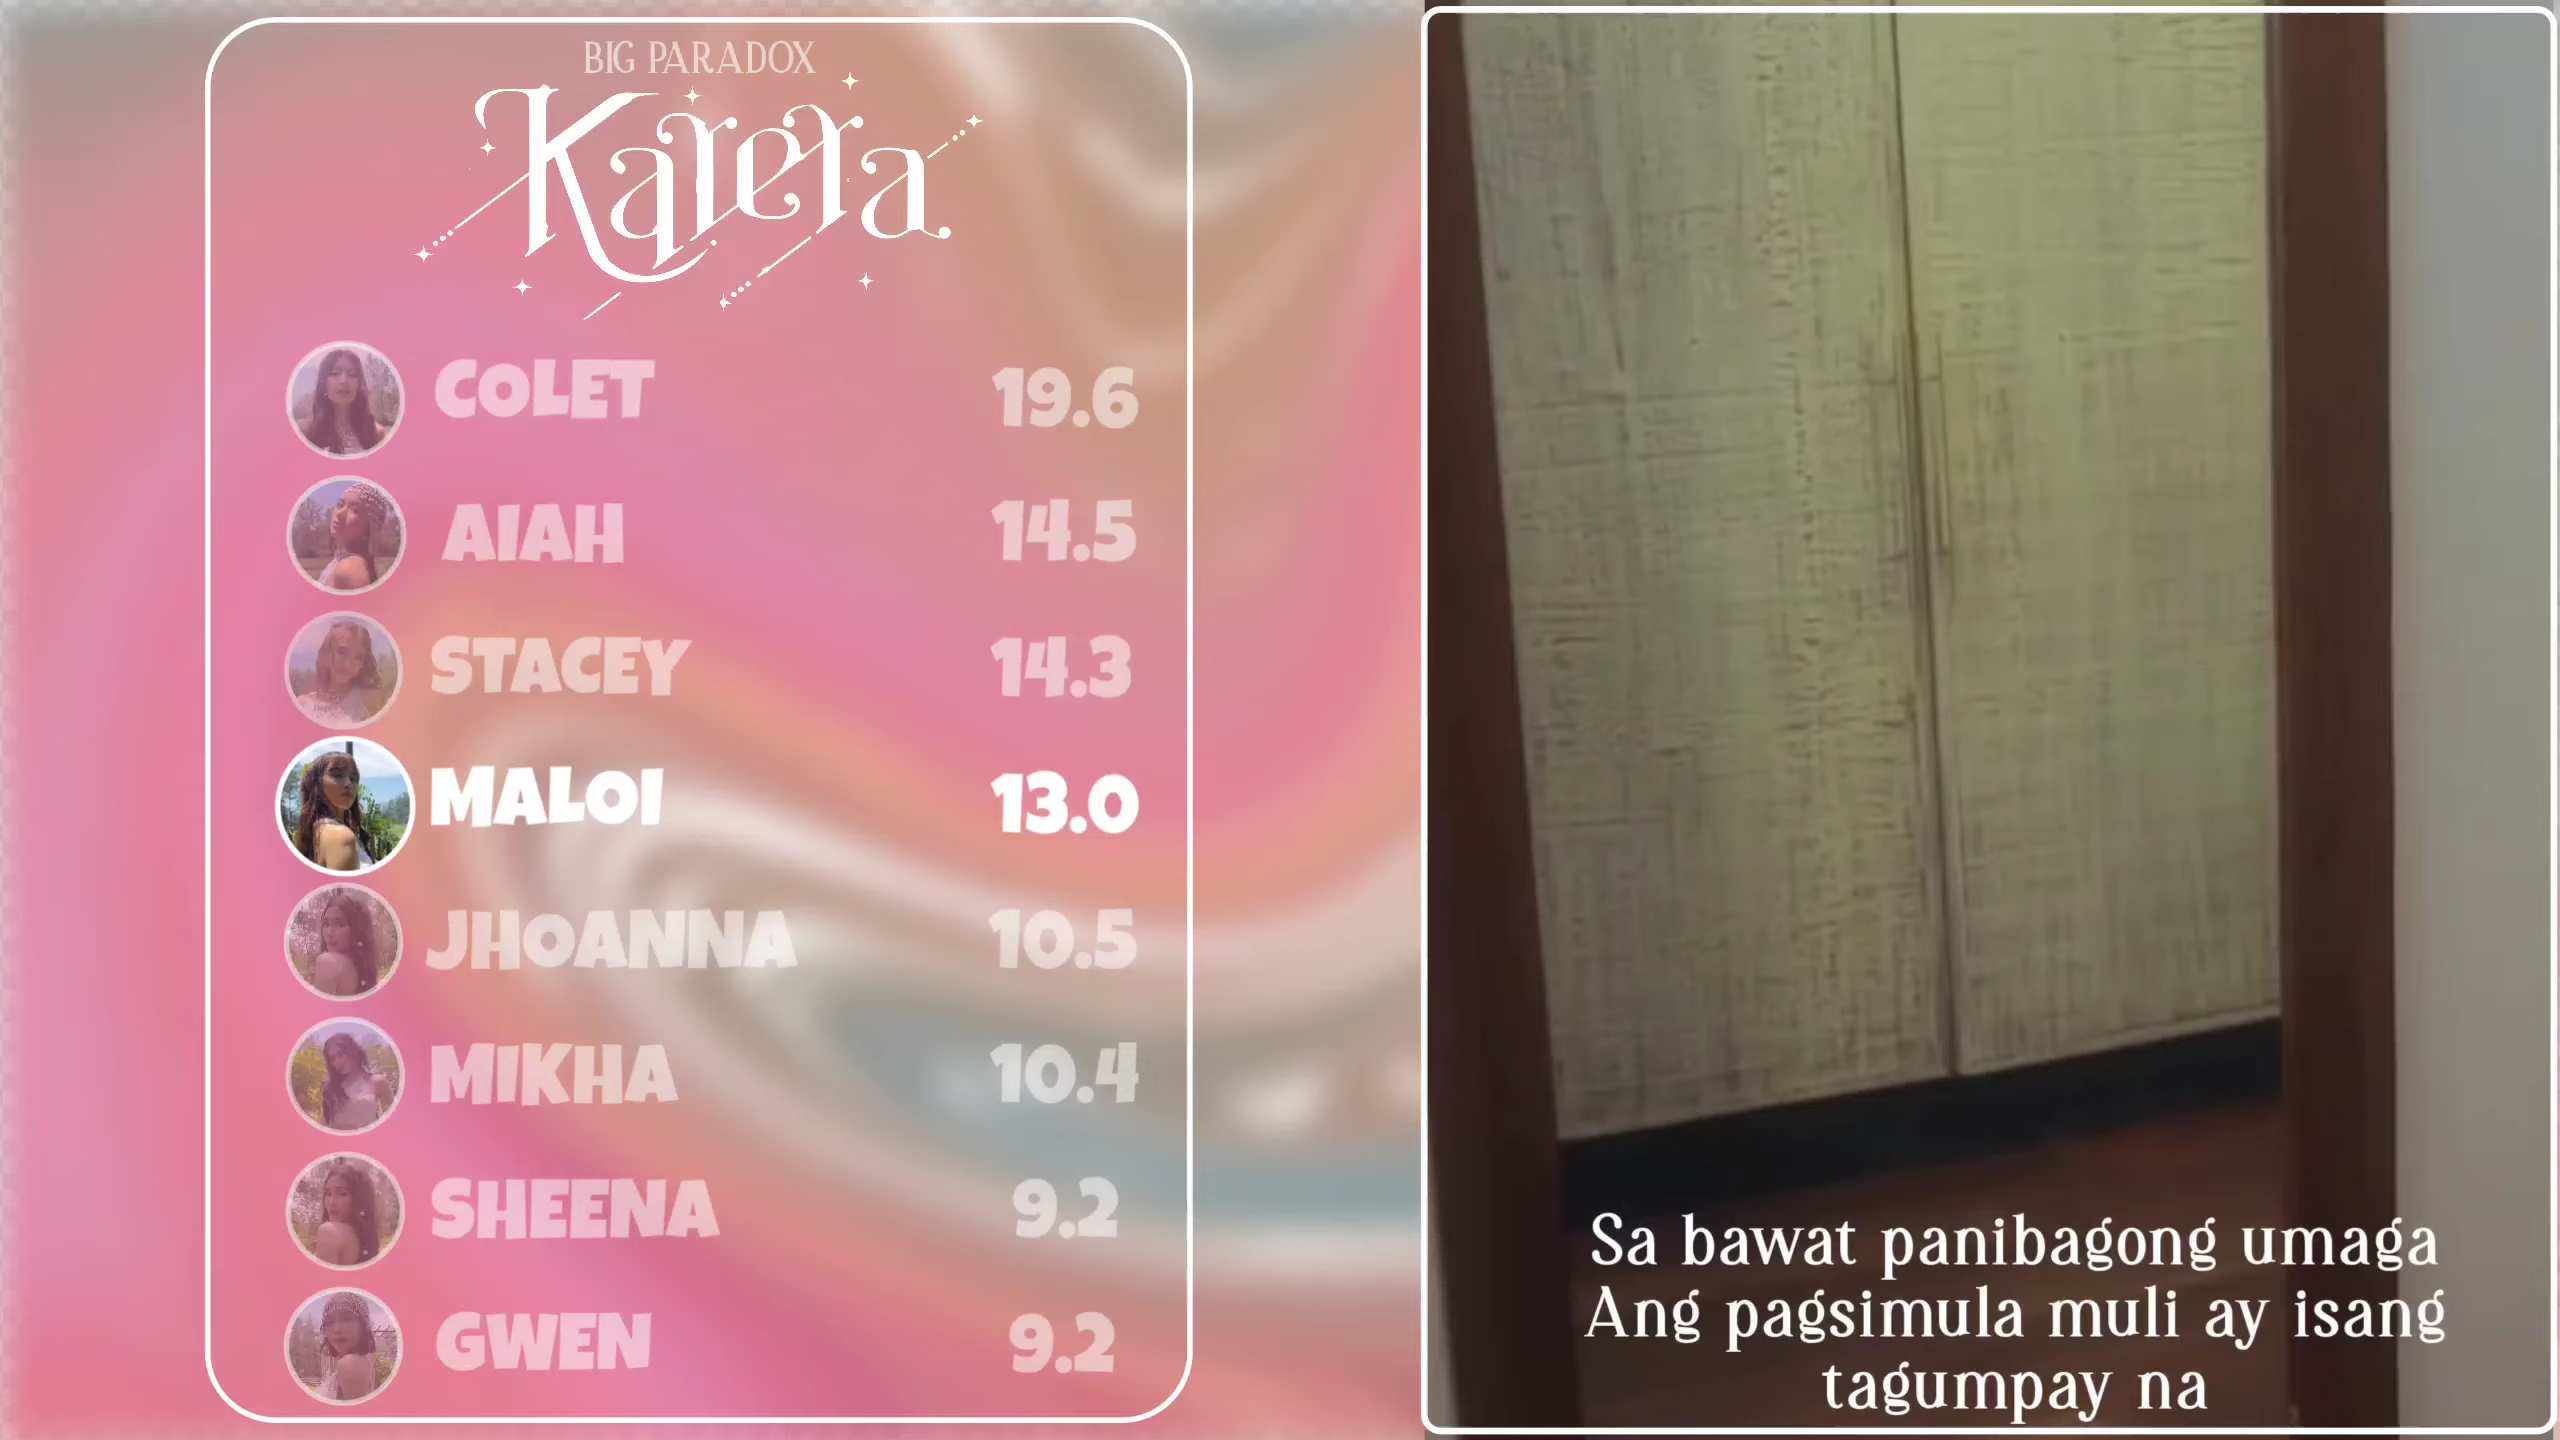 BIG PARADOX
Karera
COLET 19.6
AIAH 14.5
STACEY 14.3
MALOI 13.0
JHOANNA 10.5
MIKHA 10.4
SHEENA 9.2
GWEN 9.2
Sa bawat panibagong umaga
Ang pagsimula muli ay isang
tagumpay na